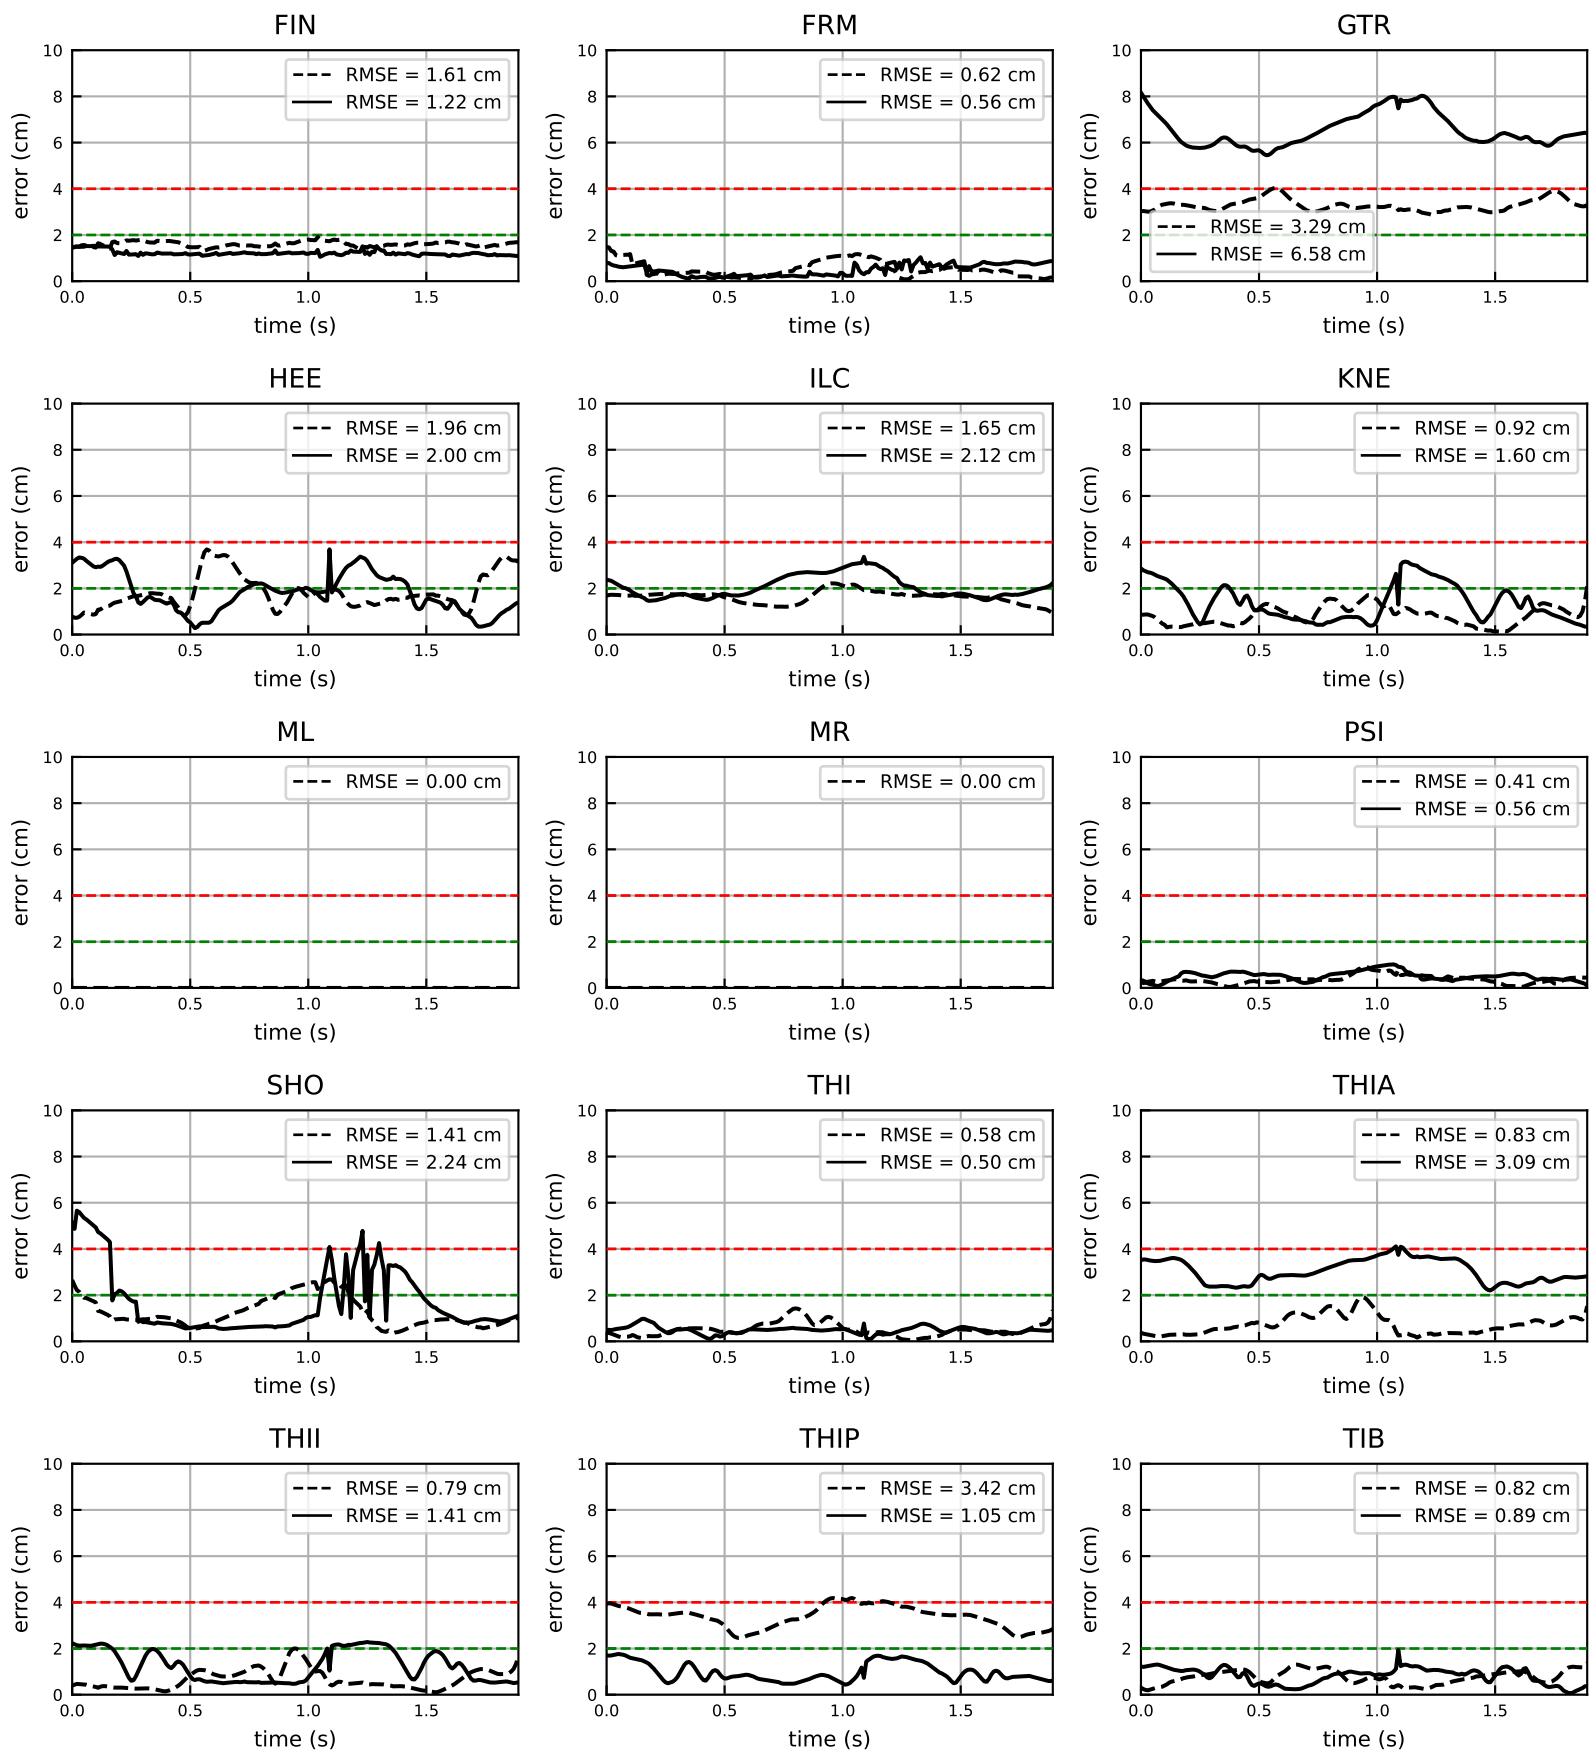 FIN
10
8
6
4
2
0
error (cm)
RMSE = 1.61 cm
RMSE = 1.22 cm
0.0 0.5 1.0 1.5
time (s)
FRM
10
8
6
4
2
0
error (cm)
RMSE = 0.62 cm
RMSE = 0.56 cm
0.0 0.5 1.0 1.5
time (s)
GTR
10
8
6
4
2
0
error (cm)
RMSE = 3.29 cm
RMSE = 6.58 cm
0.0 0.5 1.0 1.5
time (s)
HEE
10
8
6
4
2
0
error (cm)
RMSE = 1.96 cm
RMSE = 2.00 cm
0.0 0.5 1.0 1.5
time (s)
ILC
10
8
6
4
2
0
error (cm)
RMSE = 1.65 cm
RMSE = 2.12 cm
0.0 0.5 1.0 1.5
time (s)
KNE
10
8
6
4
2
0
error (cm)
RMSE = 0.92 cm
RMSE = 1.60 cm
0.0 0.5 1.0 1.5
time (s)
ML
10
8
6
4
2
0
error (cm)
RMSE = 0.00 cm
0.0 0.5 1.0 1.5
time (s)
MR
10
8
6
4
2
0
error (cm)
RMSE = 0.00 cm
0.0 0.5 1.0 1.5
time (s)
PSI
10
8
6
4
2
0
error (cm)
RMSE = 0.41 cm
RMSE = 0.56 cm
0.0 0.5 1.0 1.5
time (s)
SHO
10
8
6
4
2
0
error (cm)
RMSE = 1.41 cm
RMSE = 2.24 cm
0.0 0.5 1.0 1.5
time (s)
THI
10
8
6
4
2
0
error (cm)
RMSE = 0.58 cm
RMSE = 0.50 cm
0.0 0.5 1.0 1.5
time (s)
THIA
10
8
6
4
2
0
error (cm)
RMSE = 0.83 cm
RMSE = 3.09 cm
0.0 0.5 1.0 1.5
time (s)
THII
10
8
6
4
2
0
error (cm)
RMSE = 0.79 cm
RMSE = 1.41 cm
0.0 0.5 1.0 1.5
time (s)
THIP
10
8
6
4
2
0
error (cm)
RMSE = 3.42 cm
RMSE = 1.05 cm
0.0 0.5 1.0 1.5
time (s)
TIB
10
8
6
4
2
0
error (cm)
RMSE = 0.82 cm
RMSE = 0.89 cm
0.0 0.5 1.0 1.5
time (s)